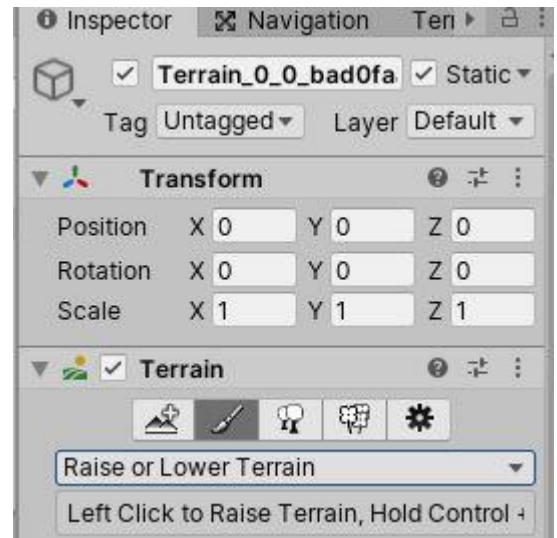 Inspector Navigation Terr
Terrain_0_0_bad0fa Static
Tag Untagged Layer Default
Transform
Position X 0 Y 0 Z 0
Rotation X 0 Y 0 Z 0
Scale X 1 Y 1 Z 1
Terrain
Raise or Lower Terrain
Left Click to Raise Terrain, Hold Control +